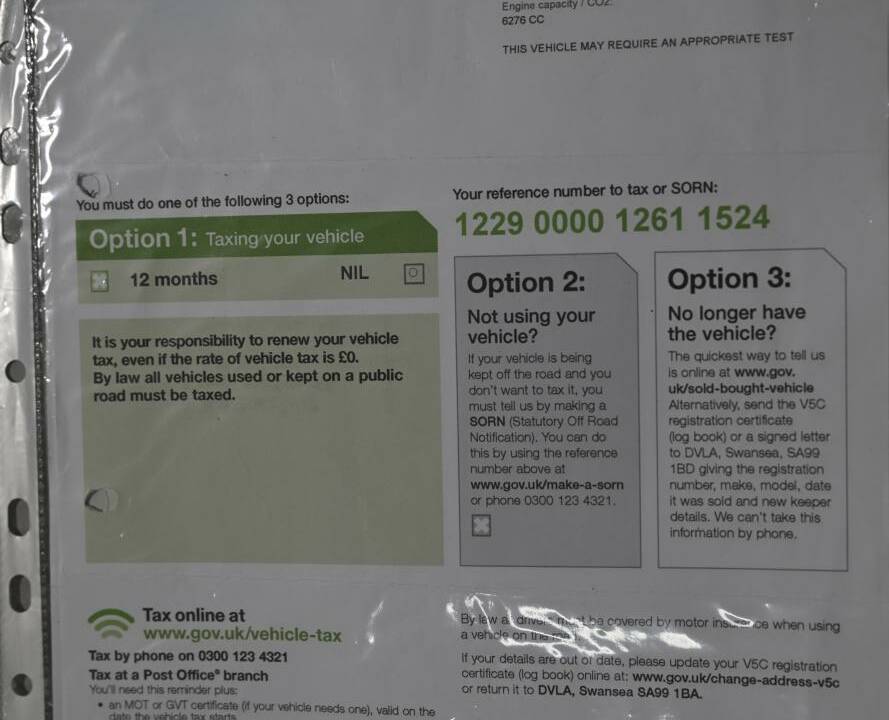 Engine capacity / CO2:
6276 CC
THIS VEHICLE MAY REQUIRE AN APPROPRIATE TEST
You must do one of the following 3 options:
Option 1: Taxing your vehicle
12 months NIL
It is your responsibility to renew your vehicle
tax, even if the rate of vehicle tax is £0.
By law all vehicles used or kept on a public
road must be taxed.
Your reference number to tax or SORN:
1229 0000 1261 1524
Option 2:
Not using your
vehicle?
If your vehicle is being
kept off the road and you
don't want to tax it, you
must tell us by making a
SORN (Statutory Off Road
Notification). You can do
this by using the reference
number above at
www.gov.uk/make-a-sorn
or phone 0300 123 4321.
Option 3:
No longer have
the vehicle?
The quickest way to tell us
is online at www.gov.
uk/sold-bought-vehicle
Alternatively, send the V5C
registration certificate
(log book) or a signed letter
to DVLA, Swansea, SA99
1BD giving the registration
number, make, model, date
it was sold and new keeper
details. We can't take this
information by phone.
Tax online at
www.gov.uk/vehicle-tax
Tax by phone on 0300 123 4321
Tax at a Post Office® branch
You'll need this reminder plus:
• an MOT or GVT certificate (if your vehicle needs one), valid on the
date the vehicle tax starts
By law all drivers must be covered by motor insurance when using
a vehicle on the road.
If your details are out of date, please update your V5C registration
certificate (log book) online at: www.gov.uk/change-address-v5c
or return it to DVLA, Swansea SA99 1BA.